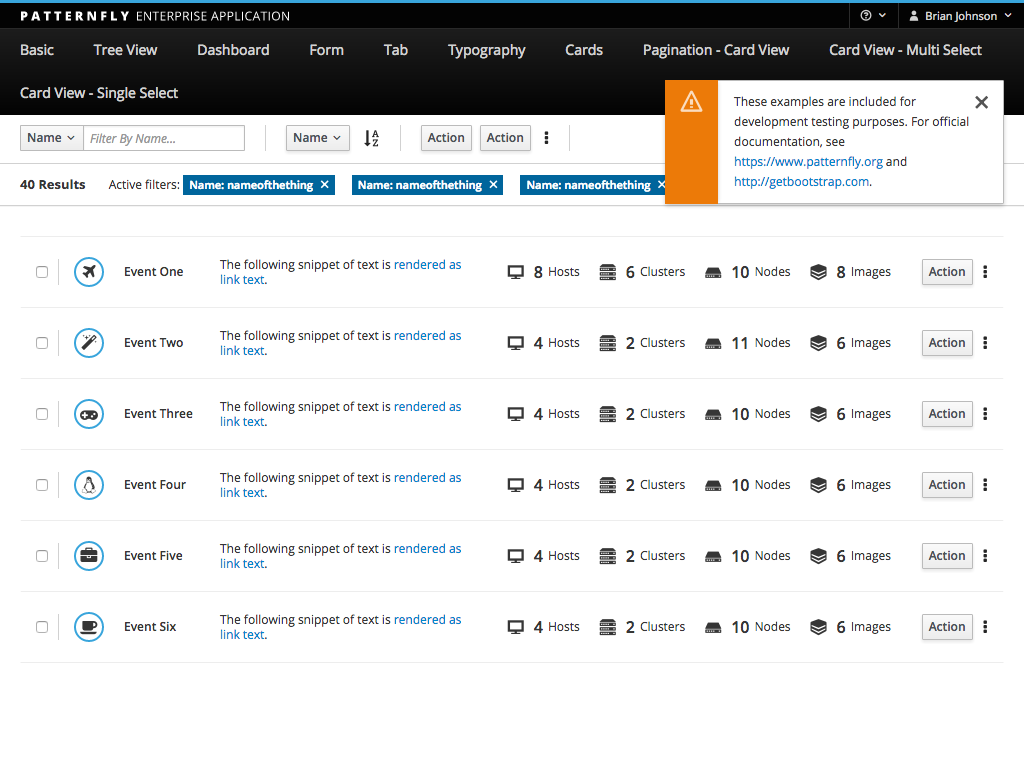 PATTERNFLY ENTERPRISE APPLICATION
Brian Johnson
Basic Tree View Dashboard Form Tab Typography Cards Pagination - Card View Card View - Multi Select
Card View - Single Select
These examples are included for
development testing purposes. For official
documentation, see
https://www.patternfly.org and
http://getbootstrap.com.
Name Filter By Name... Name Action Action
40 Results Active filters: Name: nameofthething × Name: nameofthething × Name: nameofthething ×
Event One The following snippet of text is rendered as
link text. 8 Hosts 6 Clusters 10 Nodes 8 Images Action
Event Two The following snippet of text is rendered as
link text. 4 Hosts 2 Clusters 11 Nodes 6 Images Action
Event Three The following snippet of text is rendered as
link text. 4 Hosts 2 Clusters 10 Nodes 6 Images Action
Event Four The following snippet of text is rendered as
link text. 4 Hosts 2 Clusters 10 Nodes 6 Images Action
Event Five The following snippet of text is rendered as
link text. 4 Hosts 2 Clusters 10 Nodes 6 Images Action
Event Six The following snippet of text is rendered as
link text. 4 Hosts 2 Clusters 10 Nodes 6 Images Action